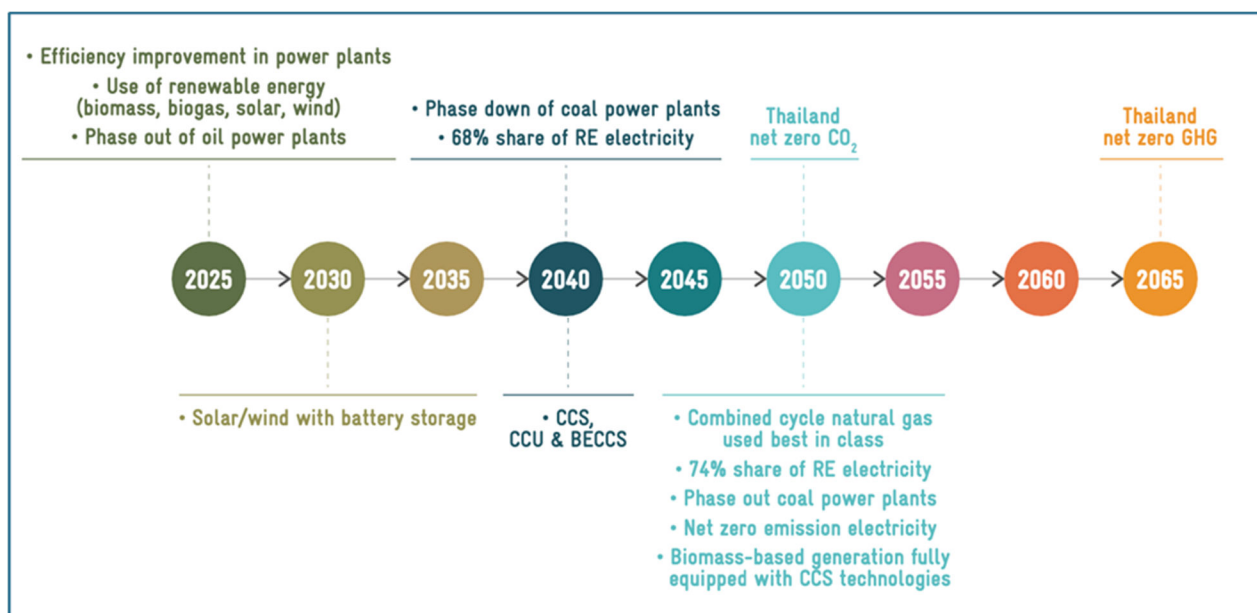 • Efficiency improvement in power plants
• Use of renewable energy
(biomass, biogas, solar, wind)
• Phase out of oil power plants
• Phase down of coal power plants
• 68% share of RE electricity
Thailand
net zero CO₂
Thailand
net zero GHG
2025
2030
2035
2040
2045
2050
2055
2060
2065
• Solar/wind with battery storage
• CCS,
CCU & BECCS
• Combined cycle natural gas
used best in class
• 74% share of RE electricity
• Phase out coal power plants
• Net zero emission electricity
• Biomass-based generation fully
equipped with CCS technologies